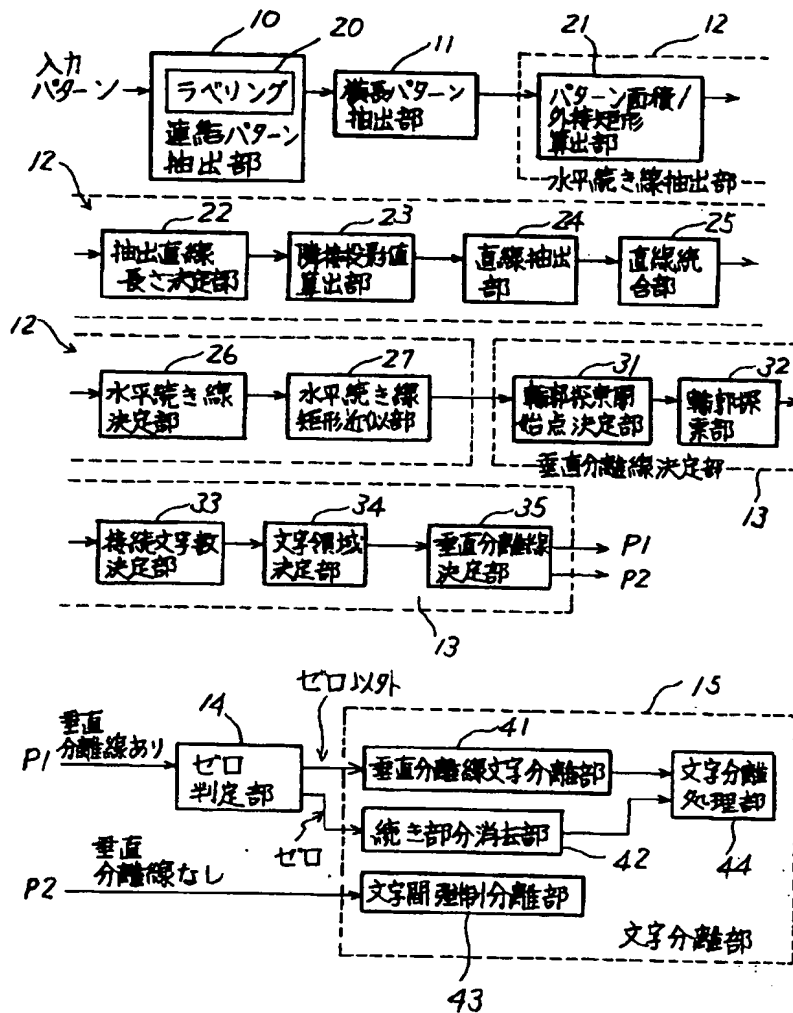 10
20
11
21
12
入力
パターン
ラベリング
連結パターン
抽出部
横長パターン
抽出部
パターン面積/
外接矩形
算出部
水平続き線抽出部
12
22
23
24
25
抽出直線
長さ決定部
隣接投影値
算出部
直線抽出
部
直線統
合部
12
26
27
31
32
水平続き線
決定部
水平続き線
矩形近似部
輪郭探索開
始点決定部
輪郭探
索部
垂直分離線決定部
13
33
34
35
接続文字数
決定部
文字領域
決定部
垂直分離線
決定部
P1
P2
13
ゼロ以外
15
垂直
分離線あり
14
41
P1
ゼロ
判定部
垂直分離線文字分離部
文字分離
処理部
ゼロ
続き部分消去部
42
44
垂直
分離線なし
P2
文字間強制分離部
文字分離部
43